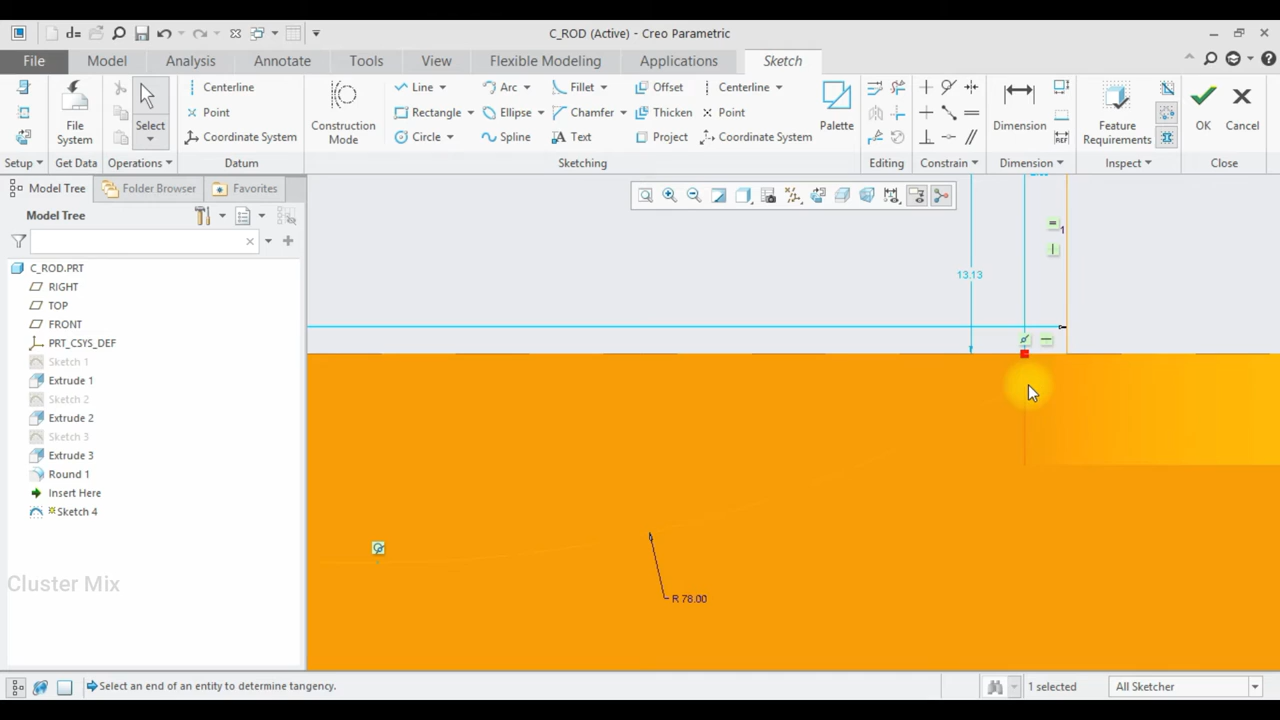 C_ROD (Active) - Creo Parametric
d=
File Model Analysis Annotate Tools View Flexible Modeling Applications Sketch
File System
Select
Centerline
Point
Coordinate System
Construction Mode
Line Arc Fillet Offset Centerline
Rectangle Ellipse Chamfer Thicken Point
Circle Spline Text Project Coordinate System
Palette
Dimension
REF
Feature Requirements
OK
Cancel
Setup Get Data Operations Datum Sketching Editing Constrain Dimension Inspect Close
Model Tree Folder Browser Favorites
Model Tree
C_ROD.PRT
RIGHT
TOP
FRONT
PRT_CSYS_DEF
Sketch 1
Extrude 1
Sketch 2
Extrude 2
Sketch 3
Extrude 3
Round 1
Insert Here
Sketch 4
Cluster Mix
1
13.13
R 78.00
Select an end of an entity to determine tangency.
1 selected
All Sketcher